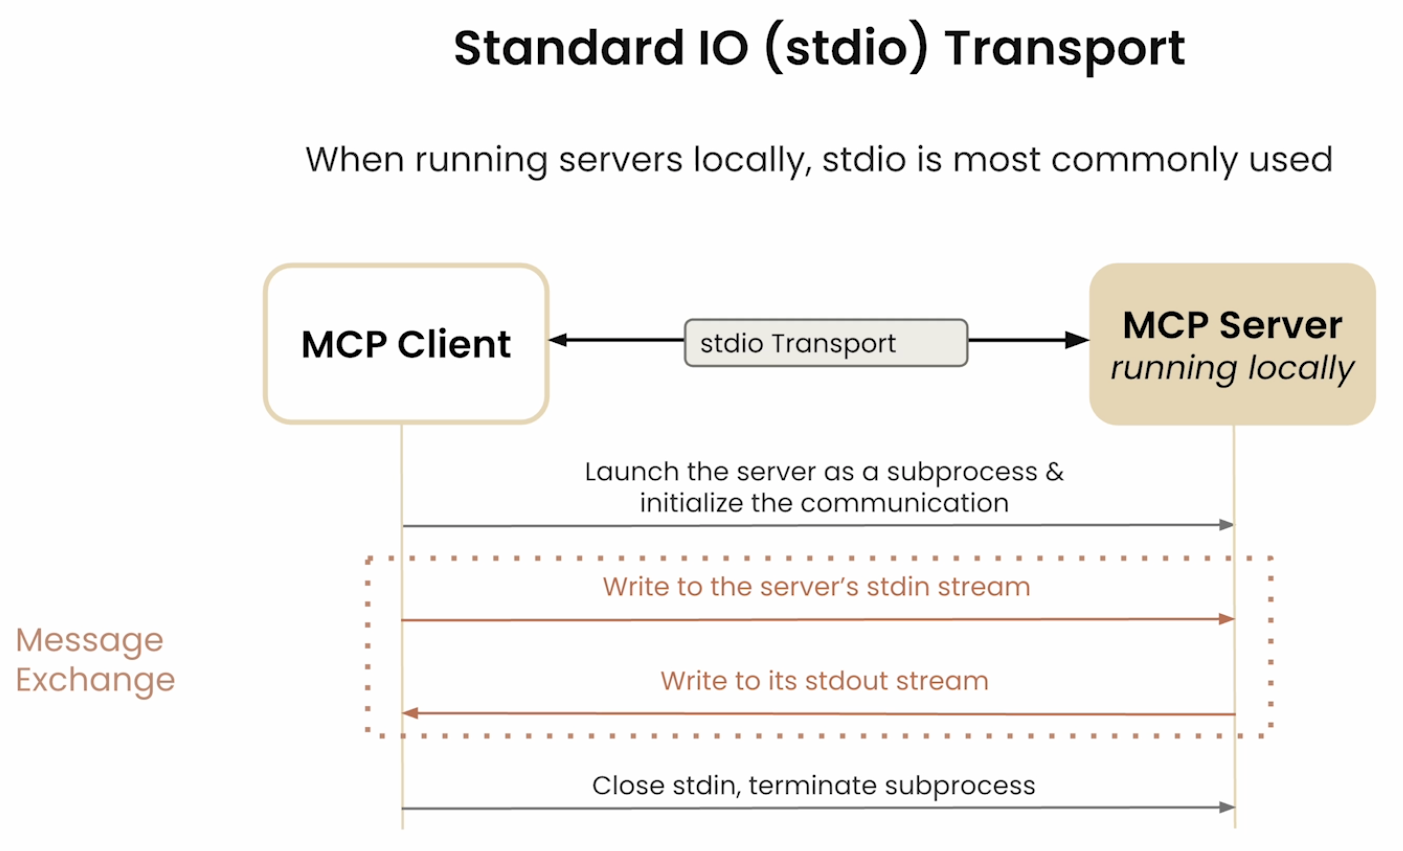 Standard IO (stdio) Transport
When running servers locally, stdio is most commonly used
MCP Client
stdio Transport
MCP Server
running locally
Launch the server as a subprocess &
initialize the communication
Write to the server’s stdin stream
Message
Exchange
Write to its stdout stream
Close stdin, terminate subprocess